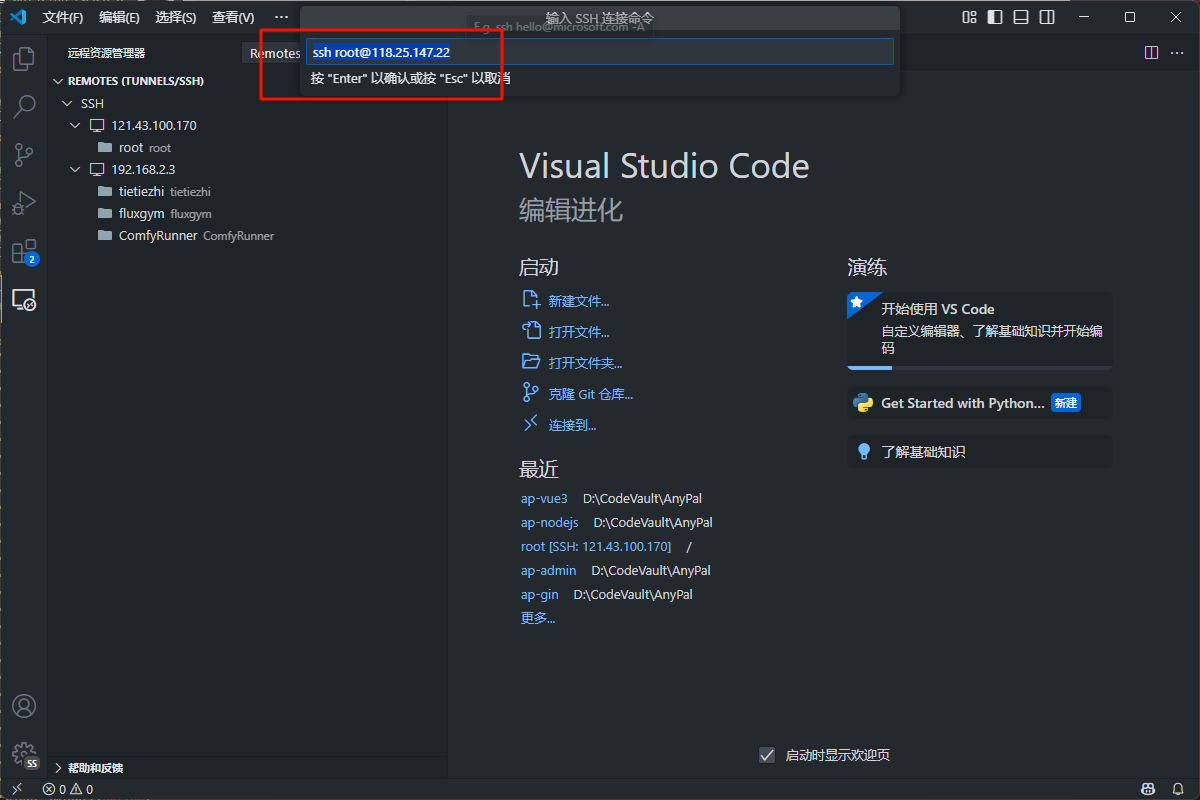 文件(F) 编辑(E) 选择(S) 查看(V) ···
输入 SSH 连接命令
E.g. ssh hello@microsoft.com -A
远程资源管理器
Remotes
ssh root@118.25.147.22
按 "Enter" 以确认或按 "Esc" 以取消
REMOTES (TUNNELS/SSH)
SSH
121.43.100.170
root root
192.168.2.3
tietiezhi tietiezhi
fluxgym fluxgym
ComfyRunner ComfyRunner
2
Visual Studio Code
编辑进化
启动
新建文件...
打开文件...
打开文件夹...
克隆 Git 仓库...
连接到...
最近
ap-vue3 D:\CodeVault\AnyPal
ap-nodejs D:\CodeVault\AnyPal
root [SSH: 121.43.100.170] /
ap-admin D:\CodeVault\AnyPal
ap-gin D:\CodeVault\AnyPal
更多...
演练
开始使用 VS Code
自定义编辑器、了解基础知识并开始编
码
Get Started with Python... 新建
了解基础知识
启动时显示欢迎页
SS
帮助和反馈
0 0